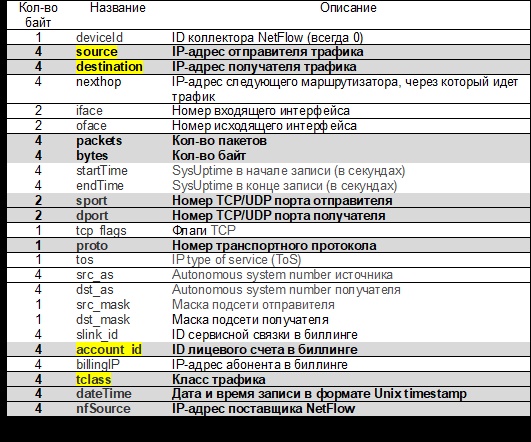 Кол-во байт Название Описание
1 deviceId ID коллектора NetFlow (всегда 0)
4 source IP-адрес отправителя трафика
4 destination IP-адрес получателя трафика
4 nexthop IP-адрес следующего маршрутизатора, через который идет
трафик
2 iface Номер входящего интерфейса
2 oface Номер исходящего интерфейса
4 packets Кол-во пакетов
4 bytes Кол-во байт
4 startTime SysUptime в начале записи (в секундах)
4 endTime SysUptime в конце записи (в секундах)
2 sport Номер TCP/UDP порта отправителя
2 dport Номер TCP/UDP порта получателя
1 tcp_flags Флаги TCP
1 proto Номер транспортного протокола
1 tos IP type of service (ToS)
4 src_as Autonomous system number источника
4 dst_as Autonomous system number получателя
1 src_mask Маска подсети отправителя
1 dst_mask Маска подсети получателя
4 slink_id ID сервисной связки в биллинге
4 account_id ID лицевого счета в биллинге
4 billingIP IP-адрес абонента в биллинге
4 tclass Класс трафика
4 dateTime Дата и время записи в формате Unix timestamp
4 nfSource IP-адрес поставщика NetFlow